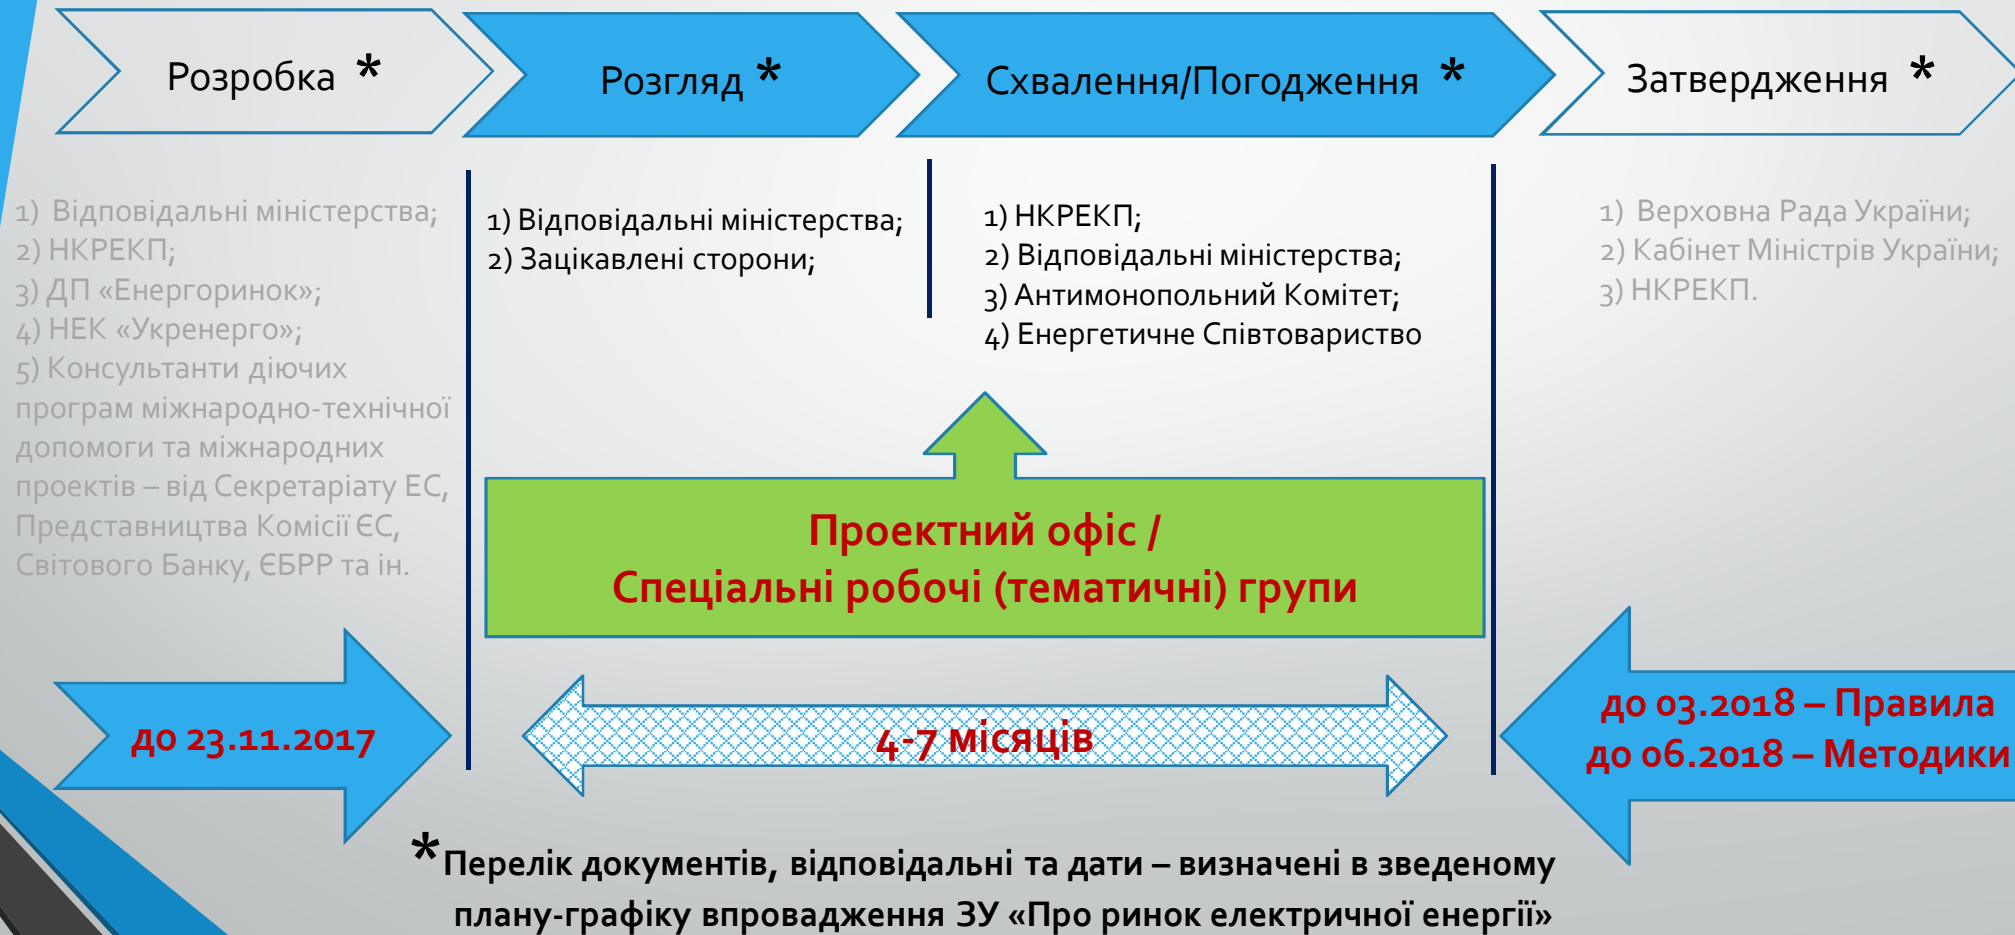 Розробка *
Розгляд *
Схвалення/Погодження *
Затвердження *
1) Відповідальні міністерства;
2) НКРЕКП;
3) ДП «Енергоринок»;
4) НЕК «Укренерго»;
5) Консультанти діючих
програм міжнародно-технічної
допомоги та міжнародних
проектів – від Секретаріату ЕС,
Представництва Комісії ЄС,
Світового Банку, ЄБРР та ін.
1) Відповідальні міністерства;
2) Зацікавлені сторони;
1) НКРЕКП;
2) Відповідальні міністерства;
3) Антимонопольний Комітет;
4) Енергетичне Співтовариство
1) Верховна Рада України;
2) Кабінет Міністрів України;
3) НКРЕКП.
Проектний офіс /
Спеціальні робочі (тематичні) групи
до 23.11.2017
4-7 місяців
до 03.2018 – Правила
до 06.2018 – Методики
*Перелік документів, відповідальні та дати – визначені в зведеному
плану-графіку впровадження ЗУ «Про ринок електричної енергії»